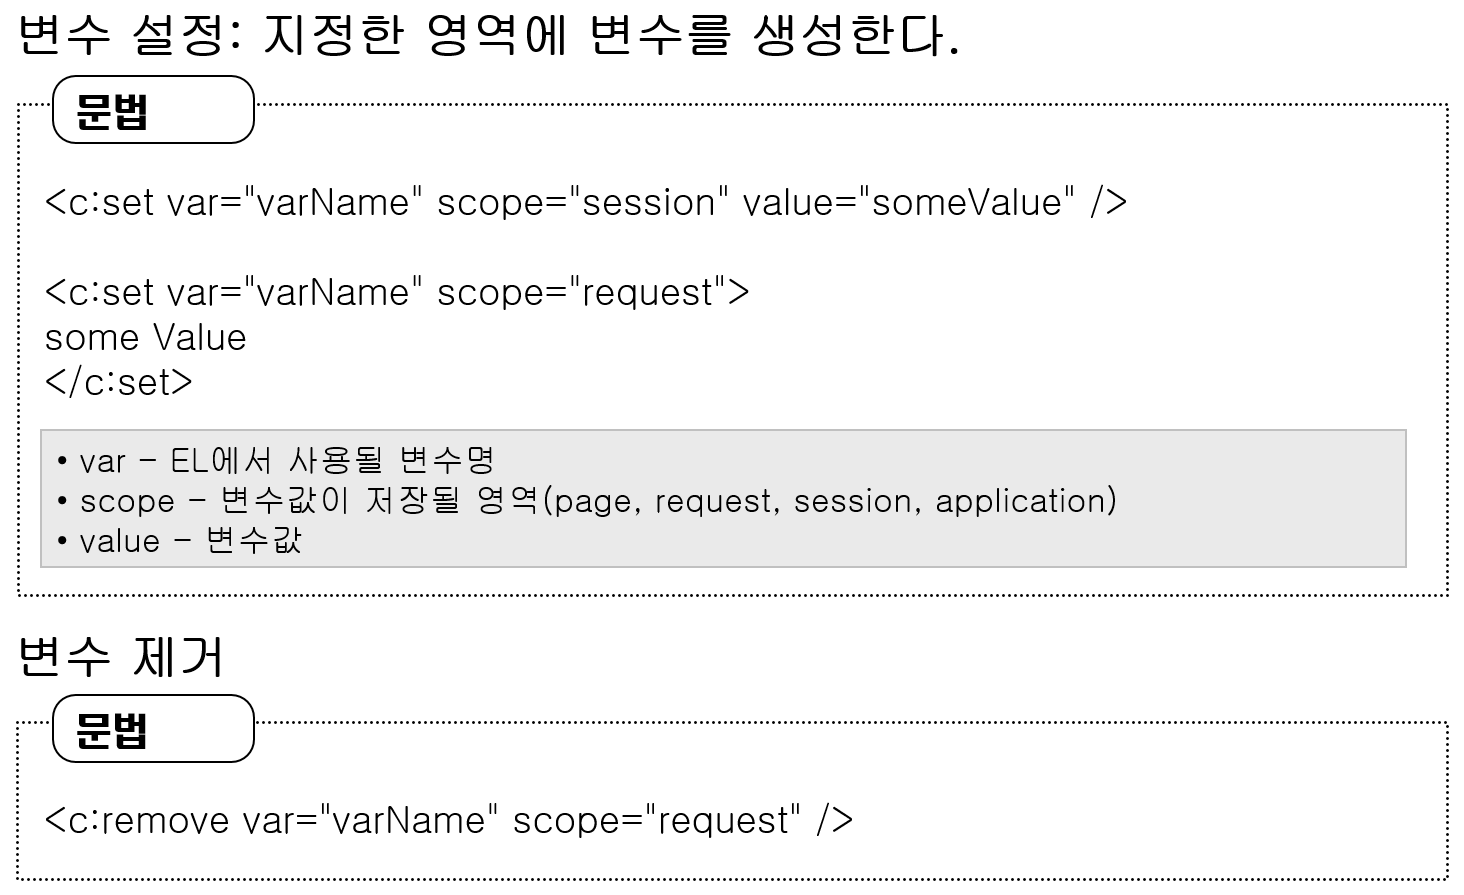 변수 설정: 지정한 영역에 변수를 생성한다.
문법
<c:set var="varName" scope="session" value="someValue" />
<c:set var="varName" scope="request">
some Value
</c:set>
• var - EL에서 사용될 변수명
• scope - 변수값이 저장될 영역(page, request, session, application)
• value - 변수값
변수 제거
문법
<c:remove var="varName" scope="request" />